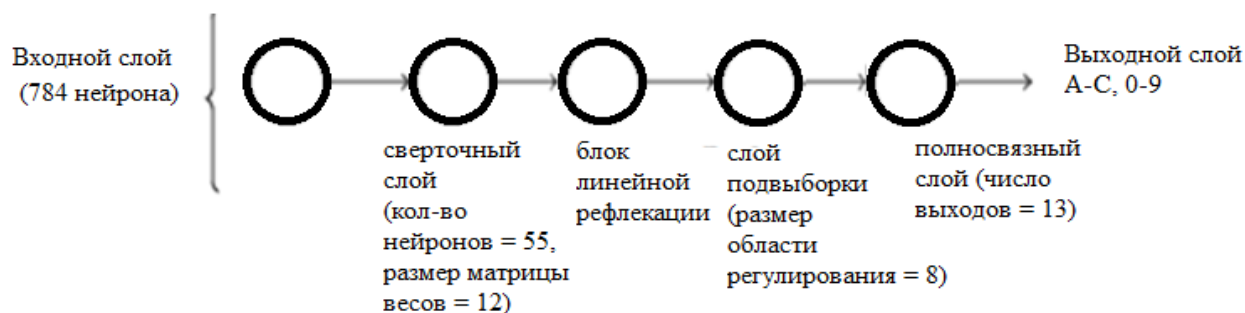 Входной слой
(784 нейрона)
сверточный
слой
(кол-во
нейронов = 55,
размер матрицы
весов = 12)
блок
линейной
рефлекации
слой
подвыборки
(размер
области
регулирования = 8)
полносвязный
слой (число
выходов = 13)
Выходной слой
А-С, 0-9